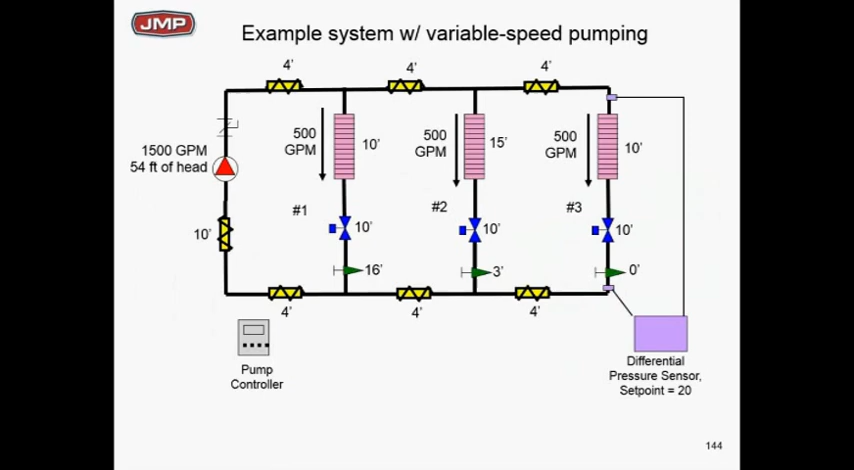 JMP
Example system w/ variable-speed pumping
4'
4'
4'
1500 GPM
54 ft of head
500
GPM
10'
500
GPM
15'
500
GPM
10'
#1
#2
#3
10'
10'
10'
10'
16'
3'
0'
4'
4'
4'
Pump
Controller
Differential
Pressure Sensor,
Setpoint = 20
144